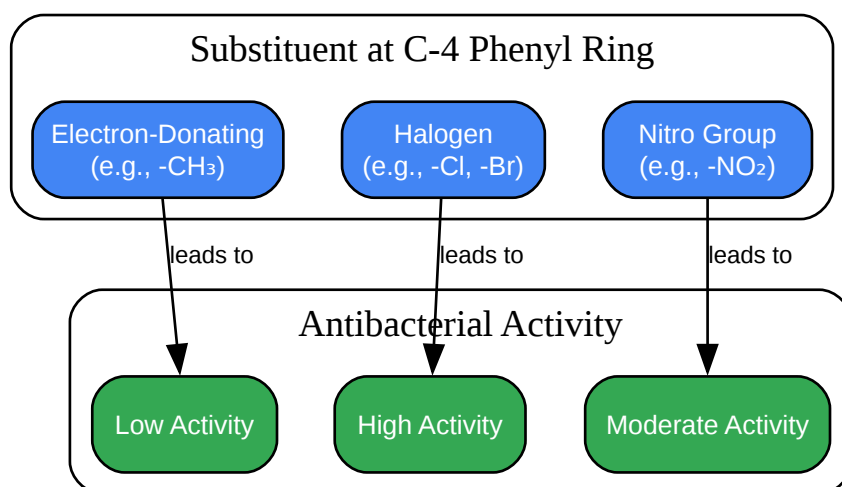 Substituent at C-4 Phenyl Ring
Electron-Donating
(e.g., -CH₃)
Halogen
(e.g., -Cl, -Br)
Nitro Group
(e.g., -NO₂)
leads to
leads to
leads to
Antibacterial Activity
Low Activity
High Activity
Moderate Activity